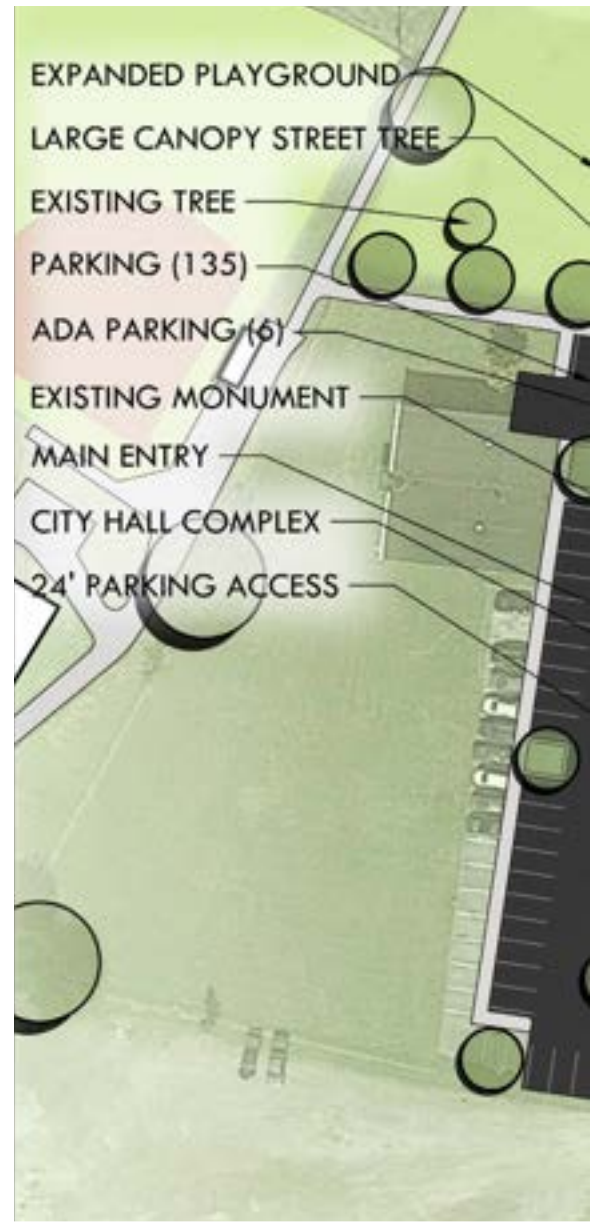 EXPANDED PLAYGROUND
LARGE CANOPY STREET TREE
EXISTING TREE
PARKING (135)
ADA PARKING (6)
EXISTING MONUMENT
MAIN ENTRY
CITY HALL COMPLEX
24' PARKING ACCESS